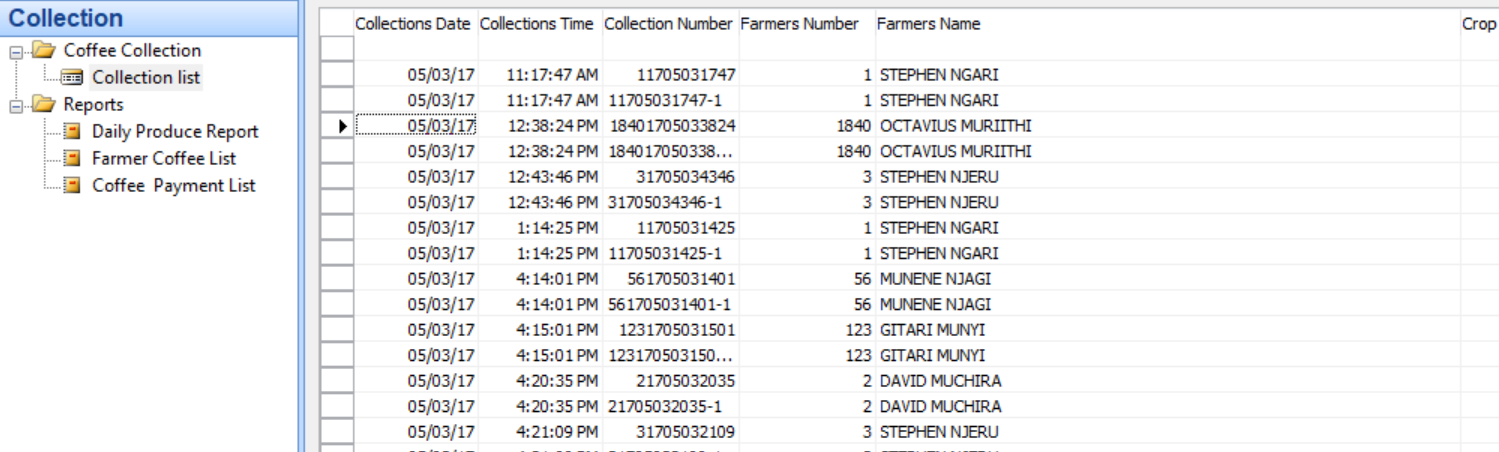 Collection
Coffee Collection
Collection list
Reports
Daily Produce Report
Farmer Coffee List
Coffee  Payment List
Collections Date Collections Time Collection Number Farmers Number Farmers Name Crop
05/03/17 11:17:47 AM 11705031747 1 STEPHEN NGARI
05/03/17 11:17:47 AM 11705031747-1 1 STEPHEN NGARI
05/03/17 12:38:24 PM 18401705033824 1840 OCTAVIUS MURIITHI
05/03/17 12:38:24 PM 184017050338... 1840 OCTAVIUS MURIITHI
05/03/17 12:43:46 PM 31705034346 3 STEPHEN NJERU
05/03/17 12:43:46 PM 31705034346-1 3 STEPHEN NJERU
05/03/17 1:14:25 PM 11705031425 1 STEPHEN NGARI
05/03/17 1:14:25 PM 11705031425-1 1 STEPHEN NGARI
05/03/17 4:14:01 PM 561705031401 56 MUNENE NJAGI
05/03/17 4:14:01 PM 561705031401-1 56 MUNENE NJAGI
05/03/17 4:15:01 PM 1231705031501 123 GITARI MUNYI
05/03/17 4:15:01 PM 123170503150... 123 GITARI MUNYI
05/03/17 4:20:35 PM 21705032035 2 DAVID MUCHIRA
05/03/17 4:20:35 PM 21705032035-1 2 DAVID MUCHIRA
05/03/17 4:21:09 PM 31705032109 3 STEPHEN NJERU